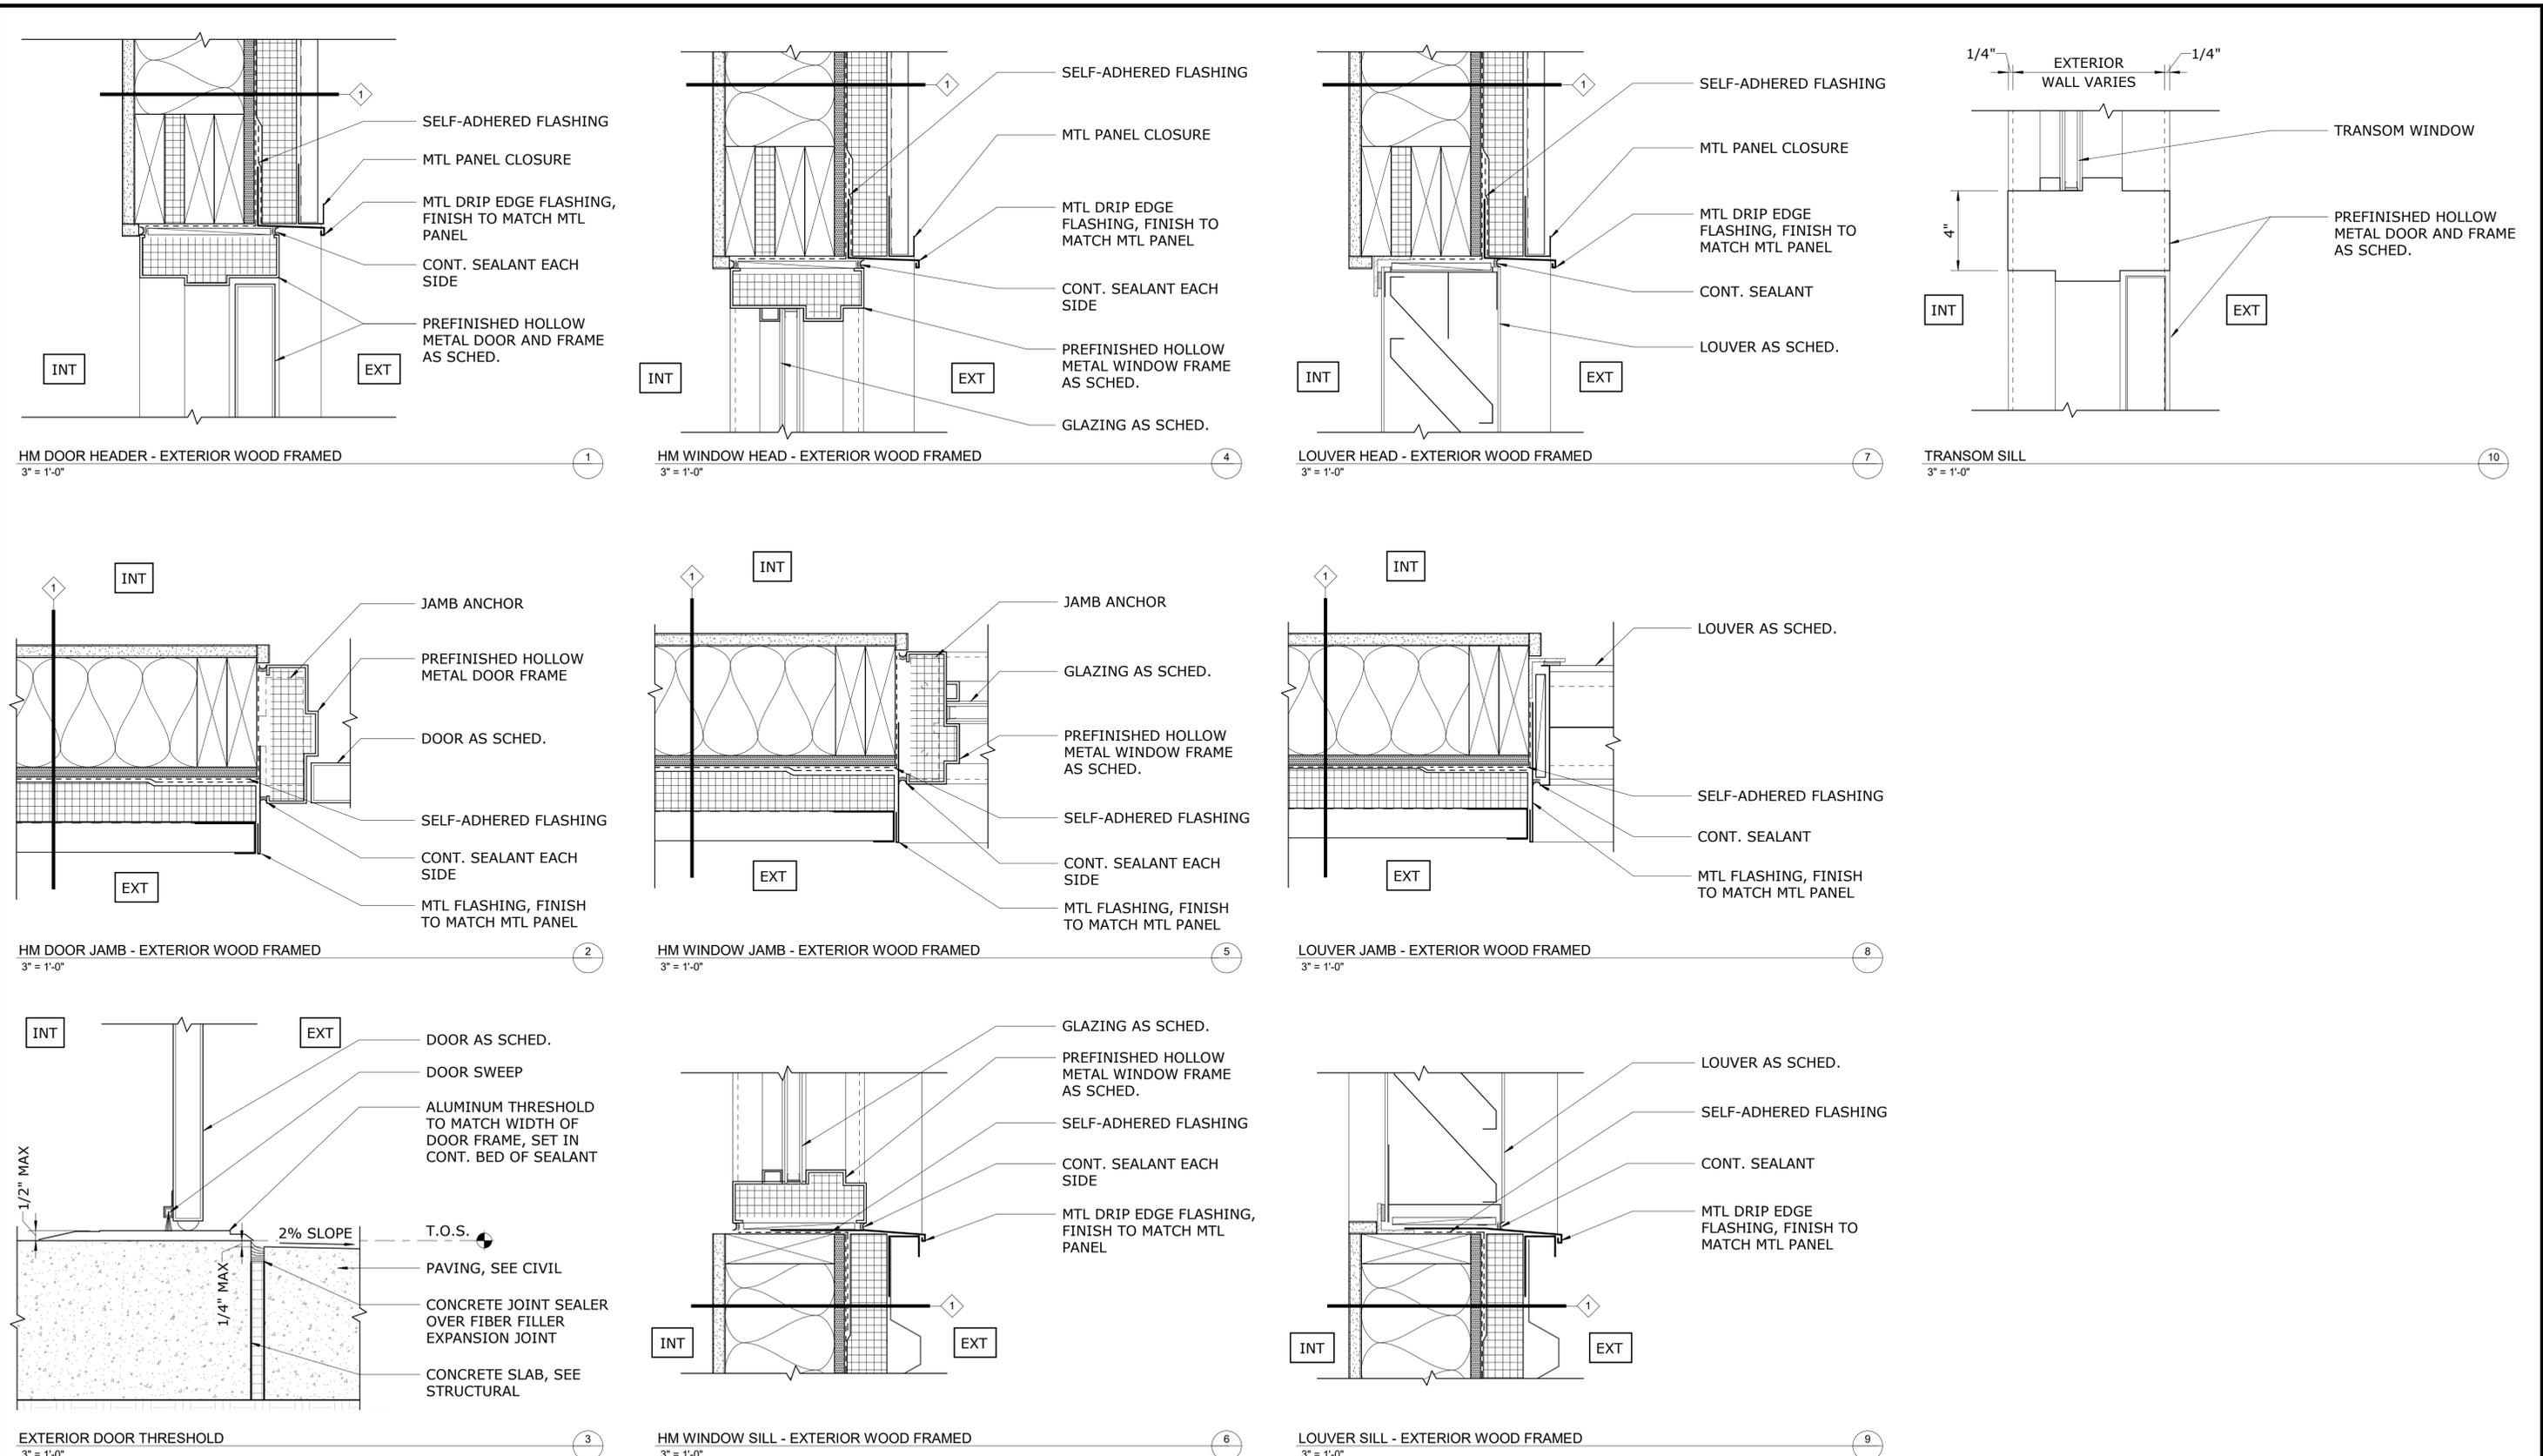 1
SELF-ADHERED FLASHING
MTL PANEL CLOSURE
MTL DRIP EDGE FLASHING,
FINISH TO MATCH MTL
PANEL
CONT. SEALANT EACH
SIDE
PREFINISHED HOLLOW
METAL DOOR AND FRAME
AS SCHED.
INT
EXT
HM DOOR HEADER - EXTERIOR WOOD FRAMED
1
3" = 1'-0"
1
SELF-ADHERED FLASHING
MTL PANEL CLOSURE
MTL DRIP EDGE
FLASHING, FINISH TO
MATCH MTL PANEL
CONT. SEALANT EACH
SIDE
PREFINISHED HOLLOW
METAL WINDOW FRAME
AS SCHED.
GLAZING AS SCHED.
INT
EXT
HM WINDOW HEAD - EXTERIOR WOOD FRAMED
4
3" = 1'-0"
1
SELF-ADHERED FLASHING
MTL PANEL CLOSURE
MTL DRIP EDGE
FLASHING, FINISH TO
MATCH MTL PANEL
CONT. SEALANT
LOUVER AS SCHED.
INT
EXT
LOUVER HEAD - EXTERIOR WOOD FRAMED
7
3" = 1'-0"
1/4"
EXTERIOR
WALL VARIES
1/4"
TRANSOM WINDOW
4"
PREFINISHED HOLLOW
METAL DOOR AND FRAME
AS SCHED.
INT
EXT
TRANSOM SILL
10
3" = 1'-0"
INT
1
JAMB ANCHOR
PREFINISHED HOLLOW
METAL DOOR FRAME
DOOR AS SCHED.
SELF-ADHERED FLASHING
CONT. SEALANT EACH
SIDE
MTL FLASHING, FINISH
TO MATCH MTL PANEL
EXT
HM DOOR JAMB - EXTERIOR WOOD FRAMED
2
3" = 1'-0"
INT
1
JAMB ANCHOR
GLAZING AS SCHED.
PREFINISHED HOLLOW
METAL WINDOW FRAME
AS SCHED.
SELF-ADHERED FLASHING
CONT. SEALANT EACH
SIDE
MTL FLASHING, FINISH
TO MATCH MTL PANEL
EXT
HM WINDOW JAMB - EXTERIOR WOOD FRAMED
5
3" = 1'-0"
INT
1
LOUVER AS SCHED.
SELF-ADHERED FLASHING
CONT. SEALANT
MTL FLASHING, FINISH
TO MATCH MTL PANEL
EXT
LOUVER JAMB - EXTERIOR WOOD FRAMED
8
3" = 1'-0"
INT
EXT
DOOR AS SCHED.
DOOR SWEEP
ALUMINUM THRESHOLD
TO MATCH WIDTH OF
DOOR FRAME, SET IN
CONT. BED OF SEALANT
1/2" MAX
2% SLOPE
T.O.S.
1/4" MAX
PAVING, SEE CIVIL
CONCRETE JOINT SEALER
OVER FIBER FILLER
EXPANSION JOINT
CONCRETE SLAB, SEE
STRUCTURAL
EXTERIOR DOOR THRESHOLD
3
3" = 1'-0"
GLAZING AS SCHED.
PREFINISHED HOLLOW
METAL WINDOW FRAME
AS SCHED.
SELF-ADHERED FLASHING
CONT. SEALANT EACH
SIDE
MTL DRIP EDGE FLASHING,
FINISH TO MATCH MTL
PANEL
1
INT
EXT
HM WINDOW SILL - EXTERIOR WOOD FRAMED
6
3" = 1'-0"
LOUVER AS SCHED.
SELF-ADHERED FLASHING
CONT. SEALANT
MTL DRIP EDGE
FLASHING, FINISH TO
MATCH MTL PANEL
1
INT
EXT
LOUVER SILL - EXTERIOR WOOD FRAMED
9
3" = 1'-0"